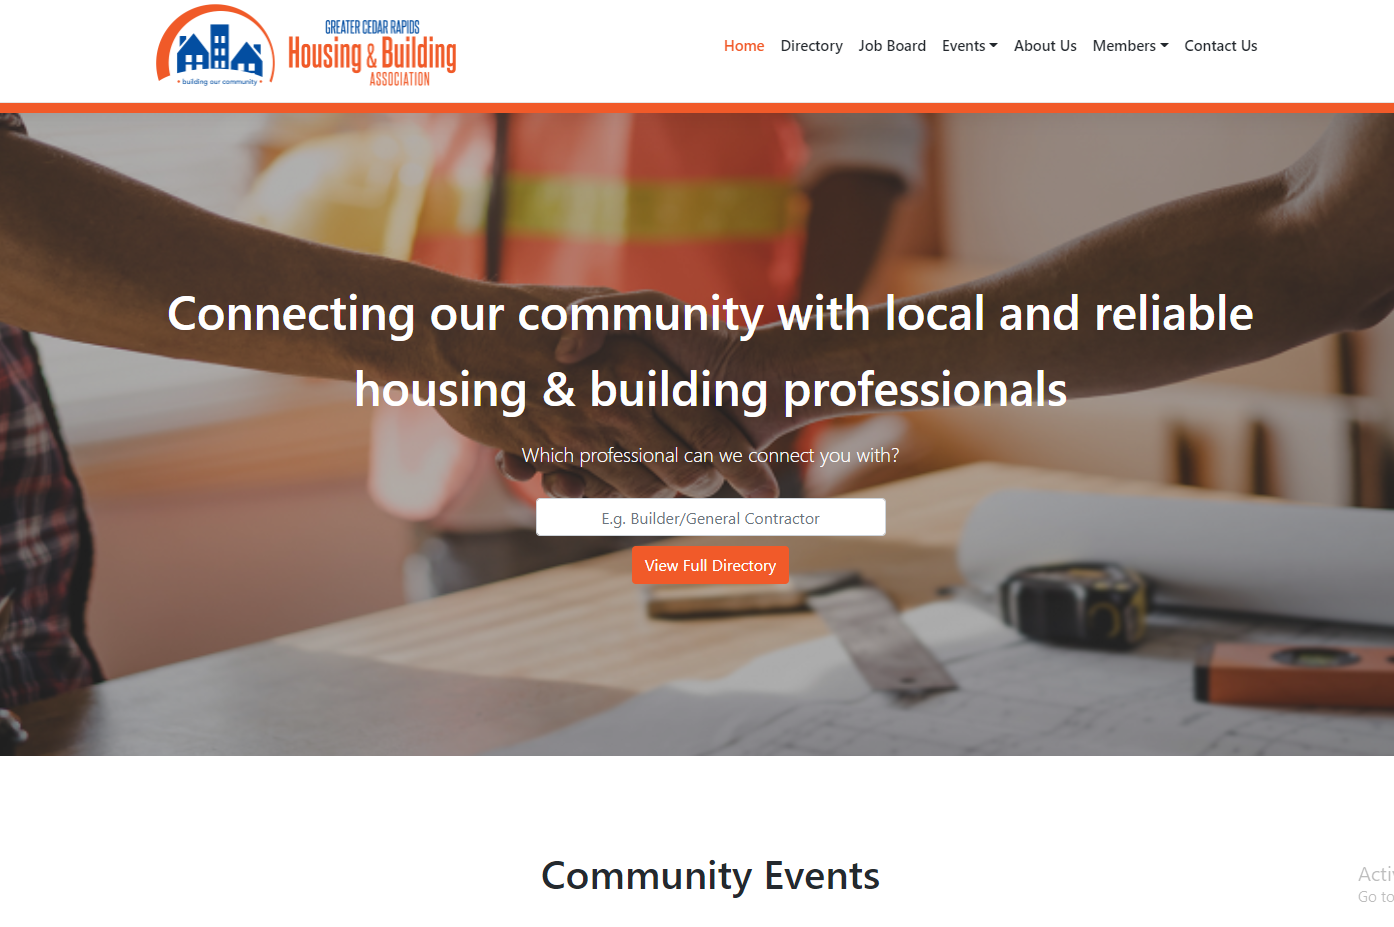 GREATER CEDAR RAPIDS
Housing & Building
ASSOCIATION
• building our community •
Home Directory Job Board Events About Us Members Contact Us
Connecting our community with local and reliable
housing & building professionals
Which professional can we connect you with?
E.g. Builder/General Contractor
View Full Directory
Community Events
Activ
Go to